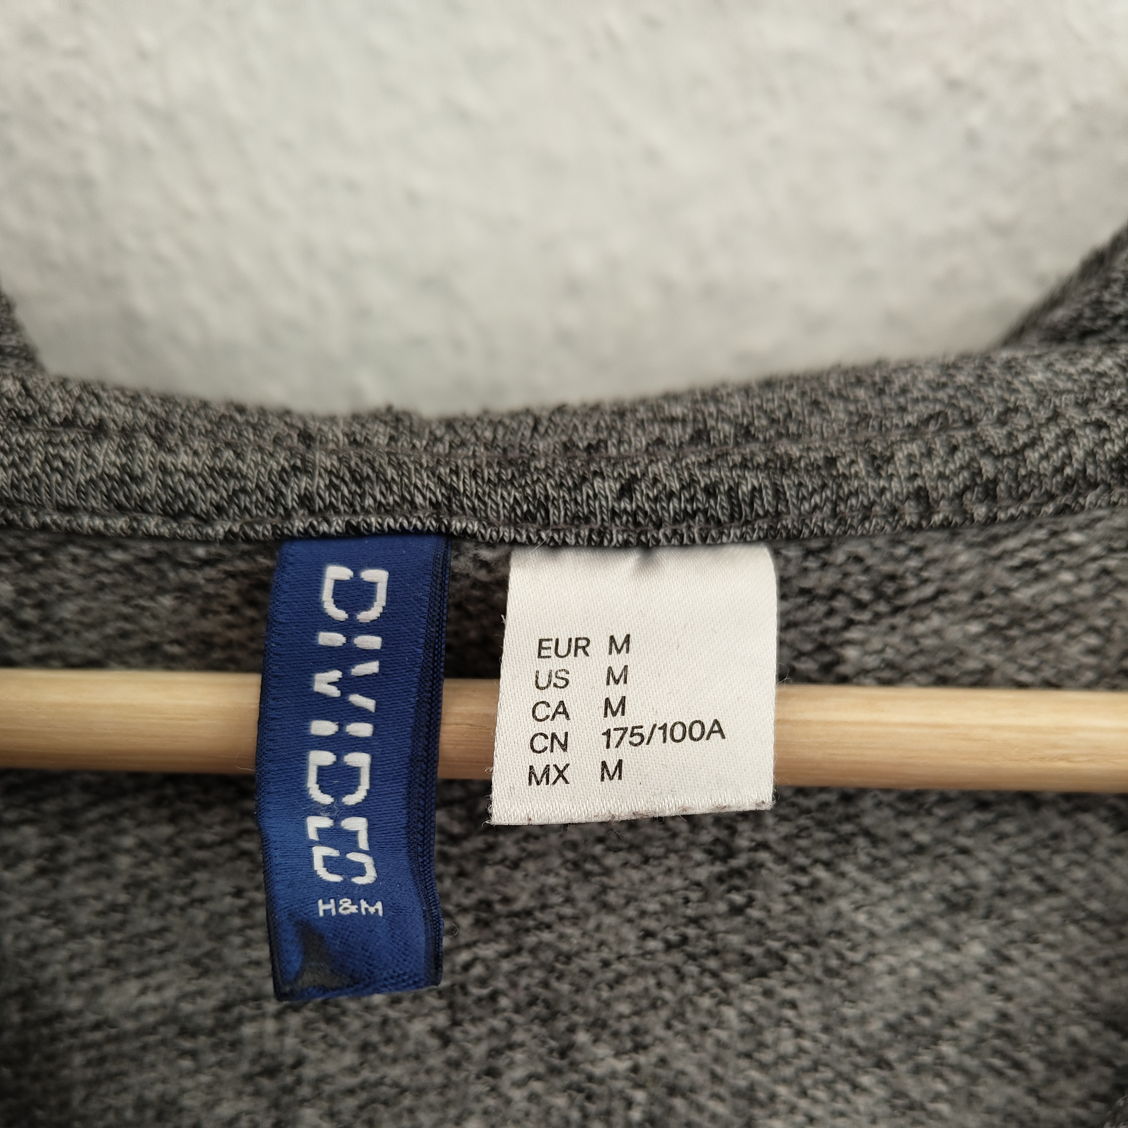 DIVIDED
H&M
EUR M
US M
CA M
CN 175/100A
MX M